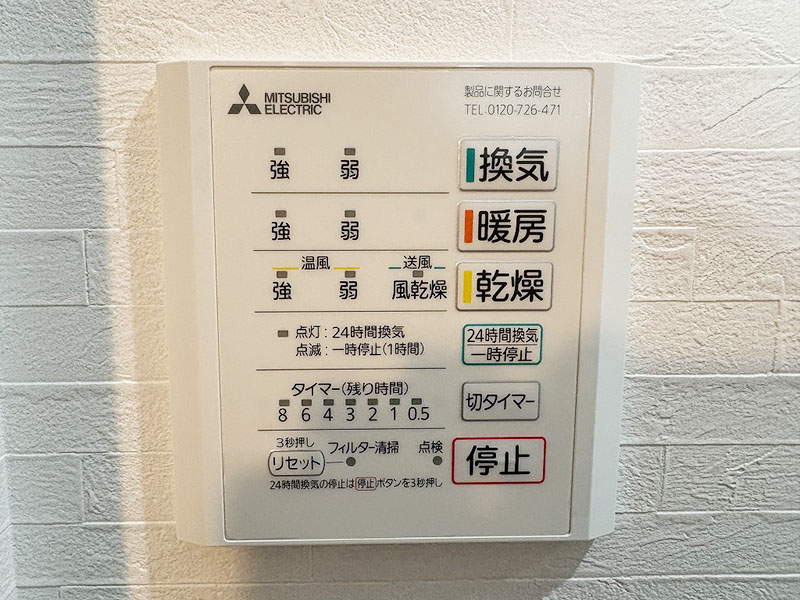 MITSUBISHI
ELECTRIC
製品に関するお問合せ
TEL.0120-726-471
強 弱 換気
強 弱 暖房
温風 送風
強 弱 風乾燥 乾燥
点灯:24時間換気
点滅:一時停止(1時間)
24時間換気
一時停止
タイマー(残り時間)
8 6 4 3 2 1 0.5
切タイマー
3秒押し
リセット フィルター清掃 点検
停止
24時間換気の停止は停止ボタンを3秒押し